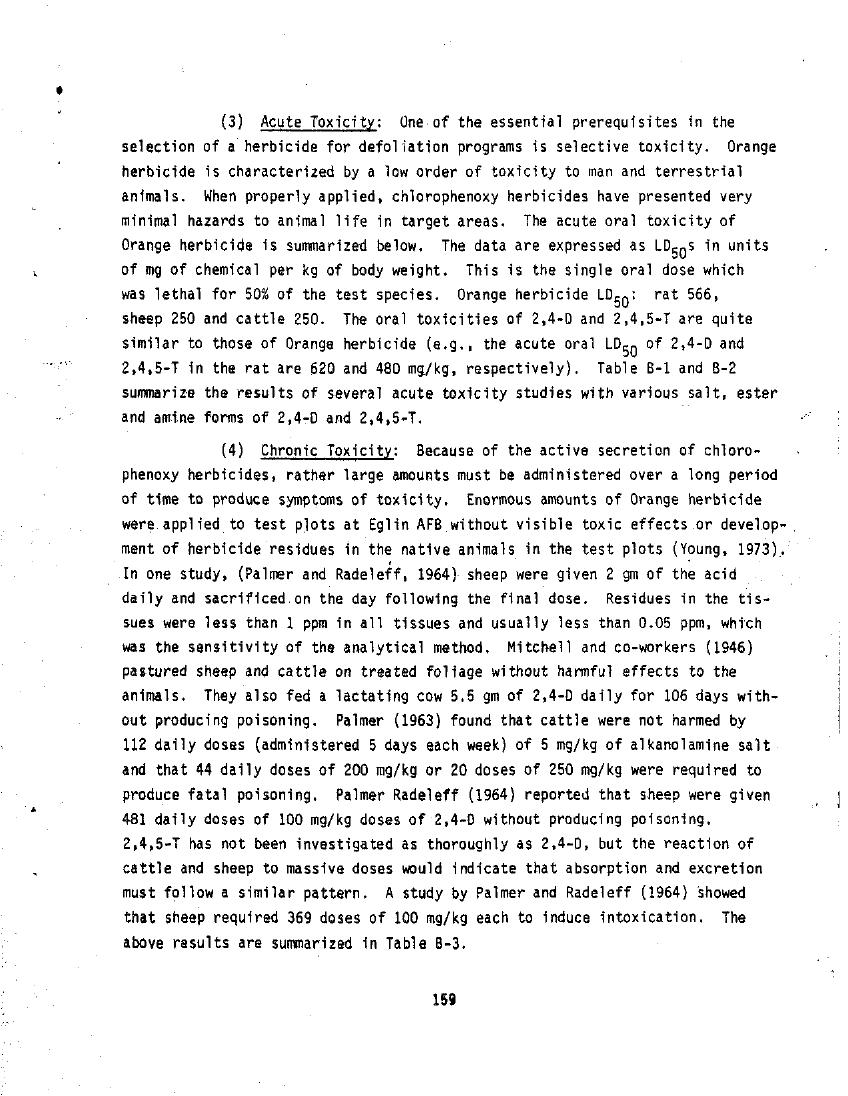 (3) Acute Toxicity: One of the essential prerequisites in the
selection of a herbicide for defoliation programs is selective toxicity. Orange
herbicide is characterized by a low order of toxicity to man and terrestrial
animals. When properly applied, chlorophenoxy herbicides have presented very
minimal hazards to animal life in target areas. The acute oral toxicity of
Orange herbicide is summarized below. The data are expressed as LD50s in units
of mg of chemical per kg of body weight. This is the single oral dose which
was lethal for 50% of the test species. Orange herbicide LD50: rat 566,
sheep 250 and cattle 250. The oral toxicities of 2,4-D and 2,4,5-T are quite
similar to those of Orange herbicide (e.g., the acute oral LD50 of 2,4-D and
2,4,5-T in the rat are 620 and 480 mg/kg, respectively). Table B-1 and B-2
summarize the results of several acute toxicity studies with various salt, ester
and amine forms of 2,4-D and 2,4,5-T.
(4) Chronic Toxicity: Because of the active secretion of chloro-
phenoxy herbicides, rather large amounts must be administered over a long period
of time to produce symptoms of toxicity. Enormous amounts of Orange herbicide
were applied to test plots at Eglin AFB without visible toxic effects or develop-
ment of herbicide residues in the native animals in the test plots (Young, 1973).
In one study, (Palmer and Radeleff, 1964) sheep were given 2 gm of the acid
daily and sacrificed on the day following the final dose. Residues in the tis-
sues were less than 1 ppm in all tissues and usually less than 0.05 ppm, which
was the sensitivity of the analytical method. Mitchell and co-workers (1946)
pastured sheep and cattle on treated foliage without harmful effects to the
animals. They also fed a lactating cow 5.5 gm of 2,4-D daily for 106 days with-
out producing poisoning. Palmer (1963) found that cattle were not harmed by
112 daily doses (administered 5 days each week) of 5 mg/kg of alkanolamine salt
and that 44 daily doses of 200 mg/kg or 20 doses of 250 mg/kg were required to
produce fatal poisoning. Palmer Radeleff (1964) reported that sheep were given
481 daily doses of 100 mg/kg doses of 2,4-D without producing poisoning.
2,4,5-T has not been investigated as thoroughly as 2,4-D, but the reaction of
cattle and sheep to massive doses would indicate that absorption and excretion
must follow a similar pattern. A study by Palmer and Radeleff (1964) showed
that sheep required 369 doses of 100 mg/kg each to induce intoxication. The
above results are summarized in Table B-3.
159